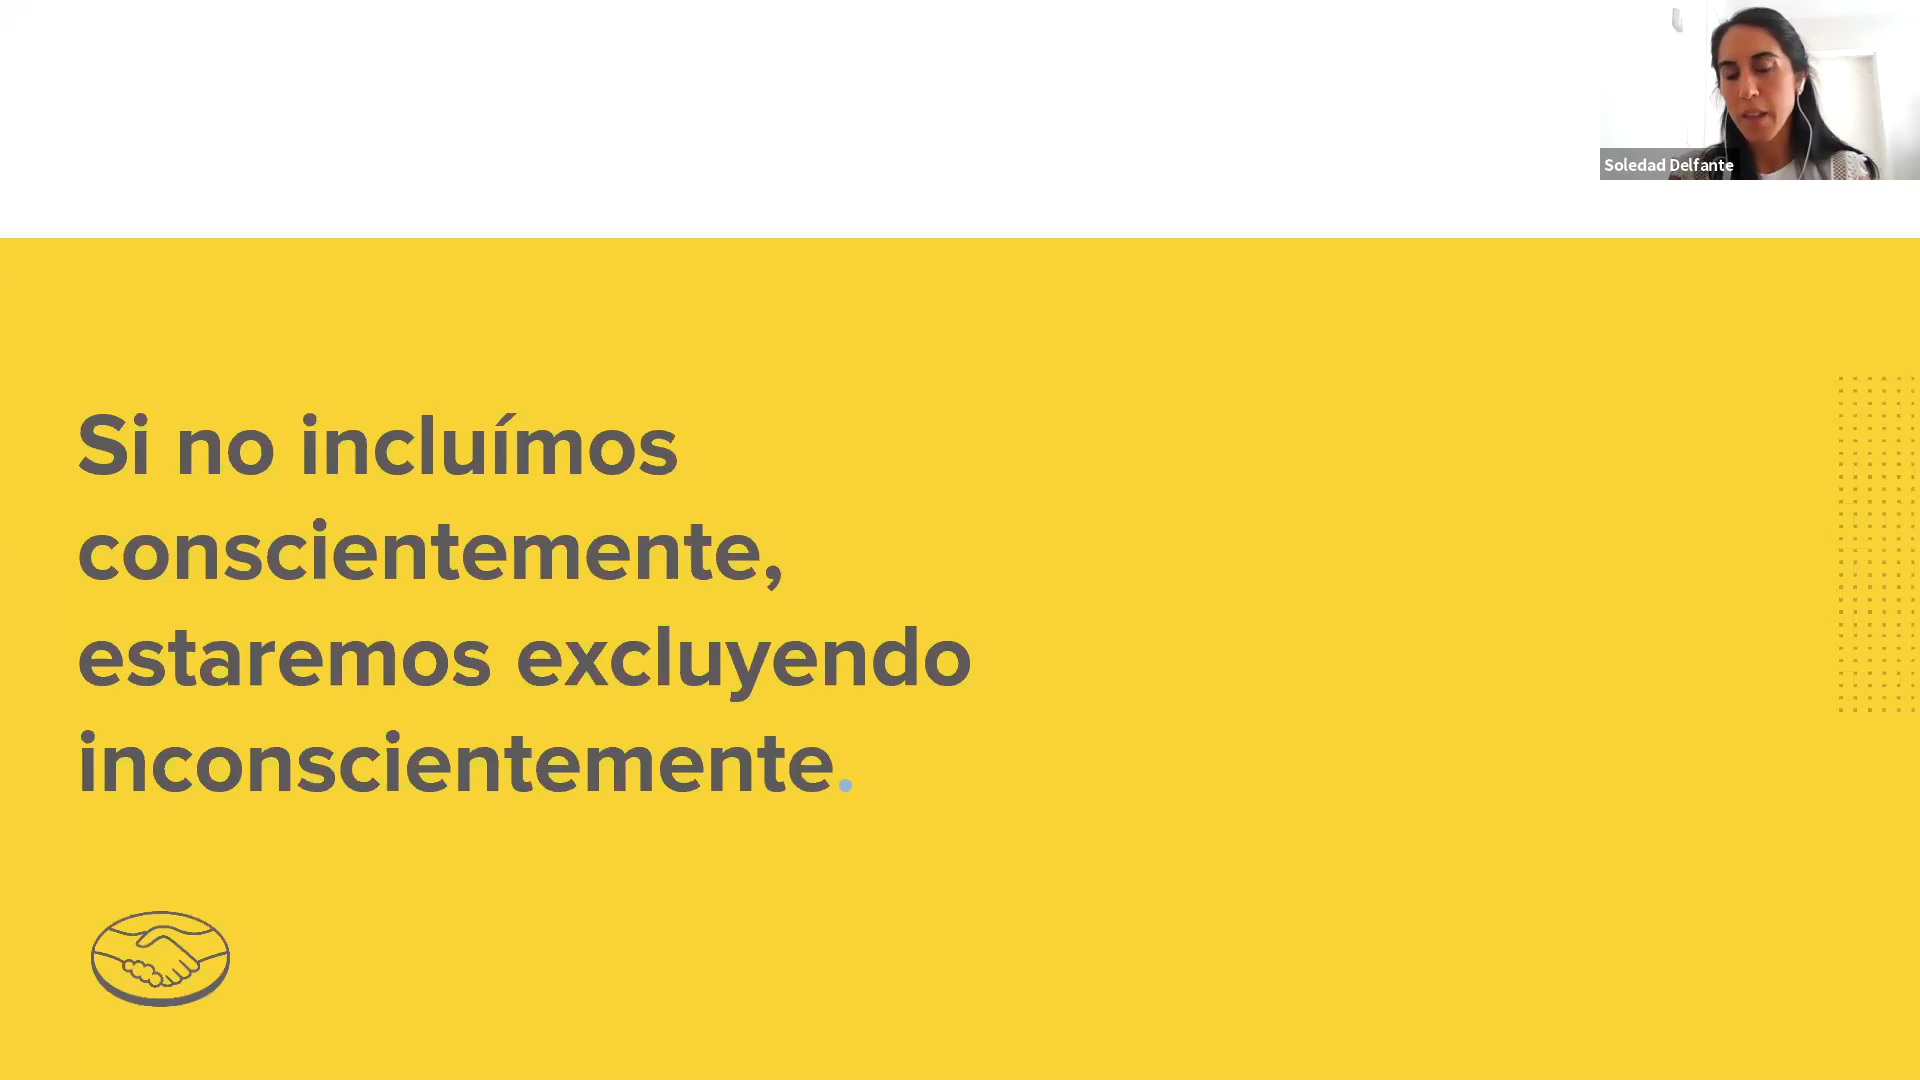 Soledad Delfante
Si no incluímos
conscientemente,
estaremos excluyendo
inconscientemente.